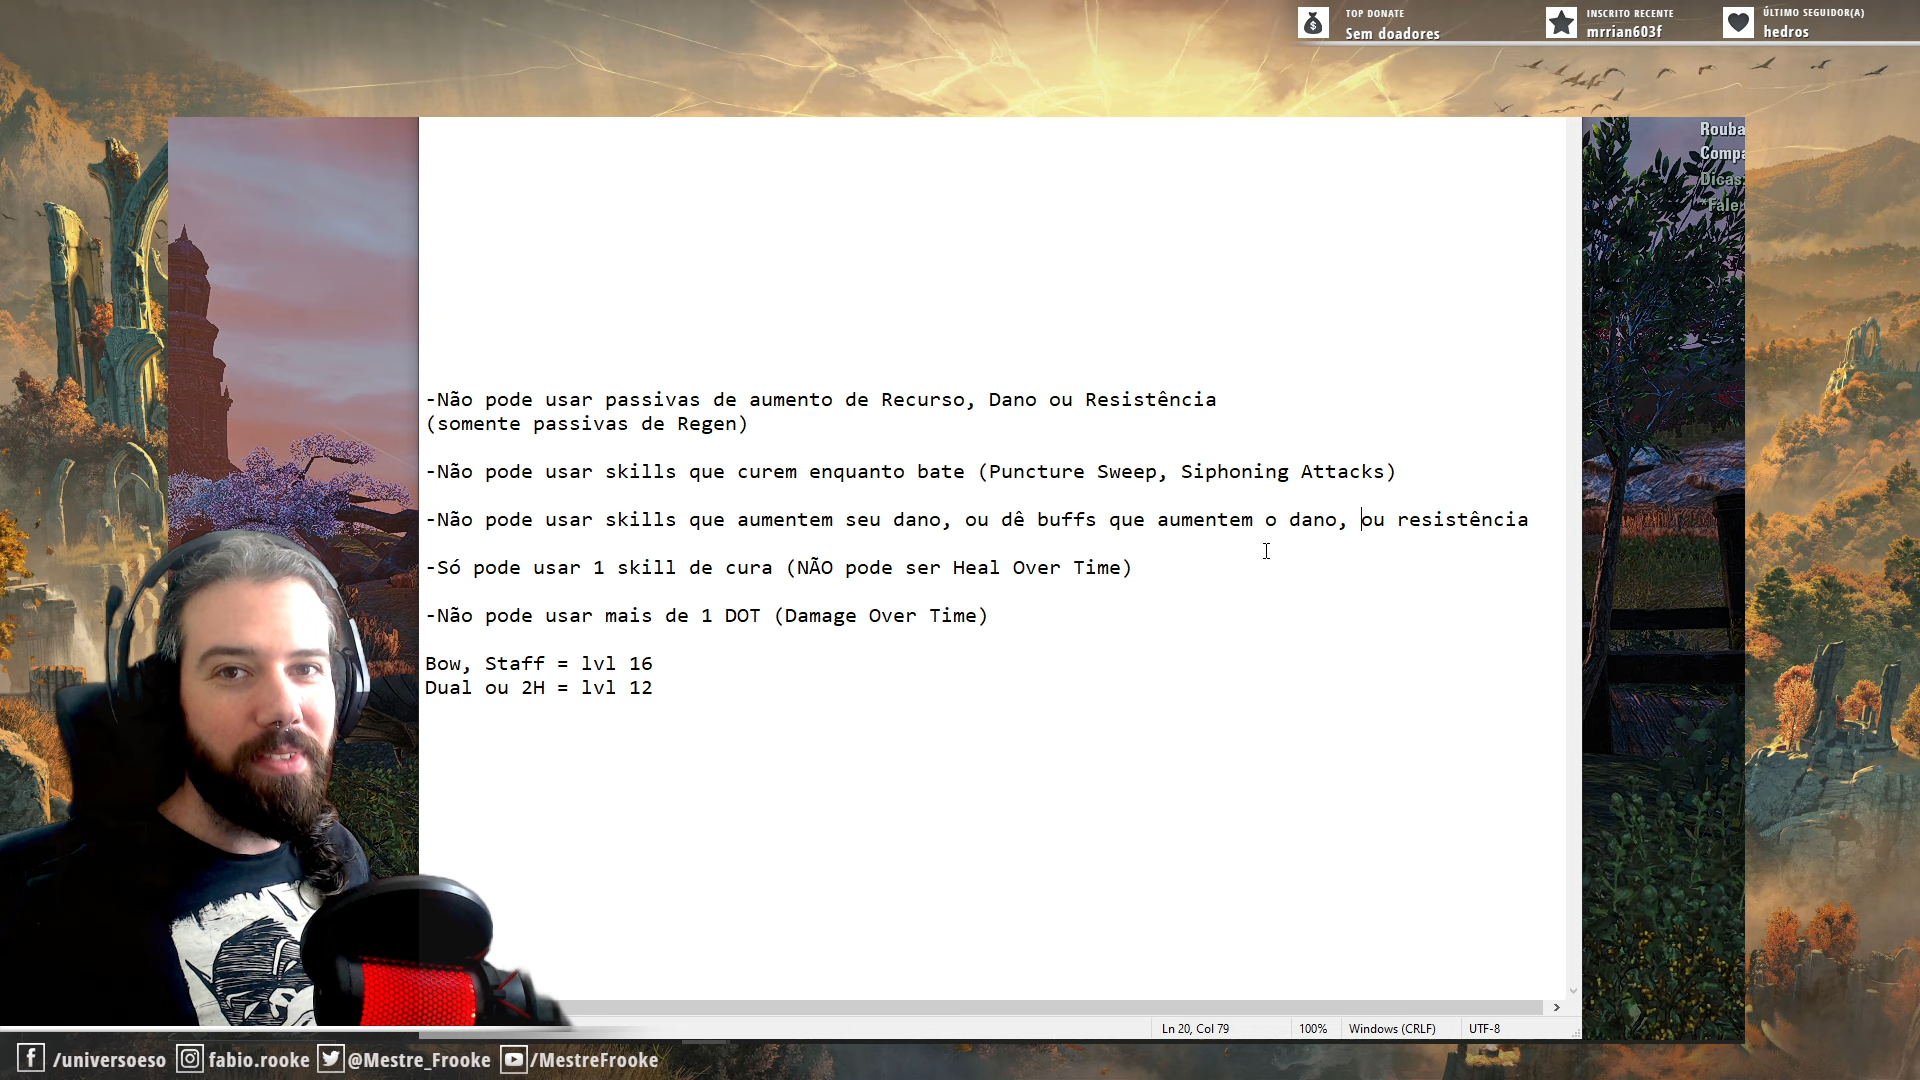 TOP DONATE
Sem doadores
INSCRITO RECENTE
mrrian603f
ÚLTIMO SEGUIDOR(A)
hedros
Rouba
Compa
Dicas:
*Fale
-Não pode usar passivas de aumento de Recurso, Dano ou Resistência
(somente passivas de Regen)
-Não pode usar skills que curem enquanto bate (Puncture Sweep, Siphoning Attacks)
-Não pode usar skills que aumentem seu dano, ou dê buffs que aumentem o dano, ou resistência
-Só pode usar 1 skill de cura (NÃO pode ser Heal Over Time)
-Não pode usar mais de 1 DOT (Damage Over Time)
Bow, Staff = lvl 16
Dual ou 2H = lvl 12
Ln 20, Col 79
100%
Windows (CRLF)
UTF-8
/universoeso
fabio.rooke
@Mestre_Frooke
/MestreFrooke